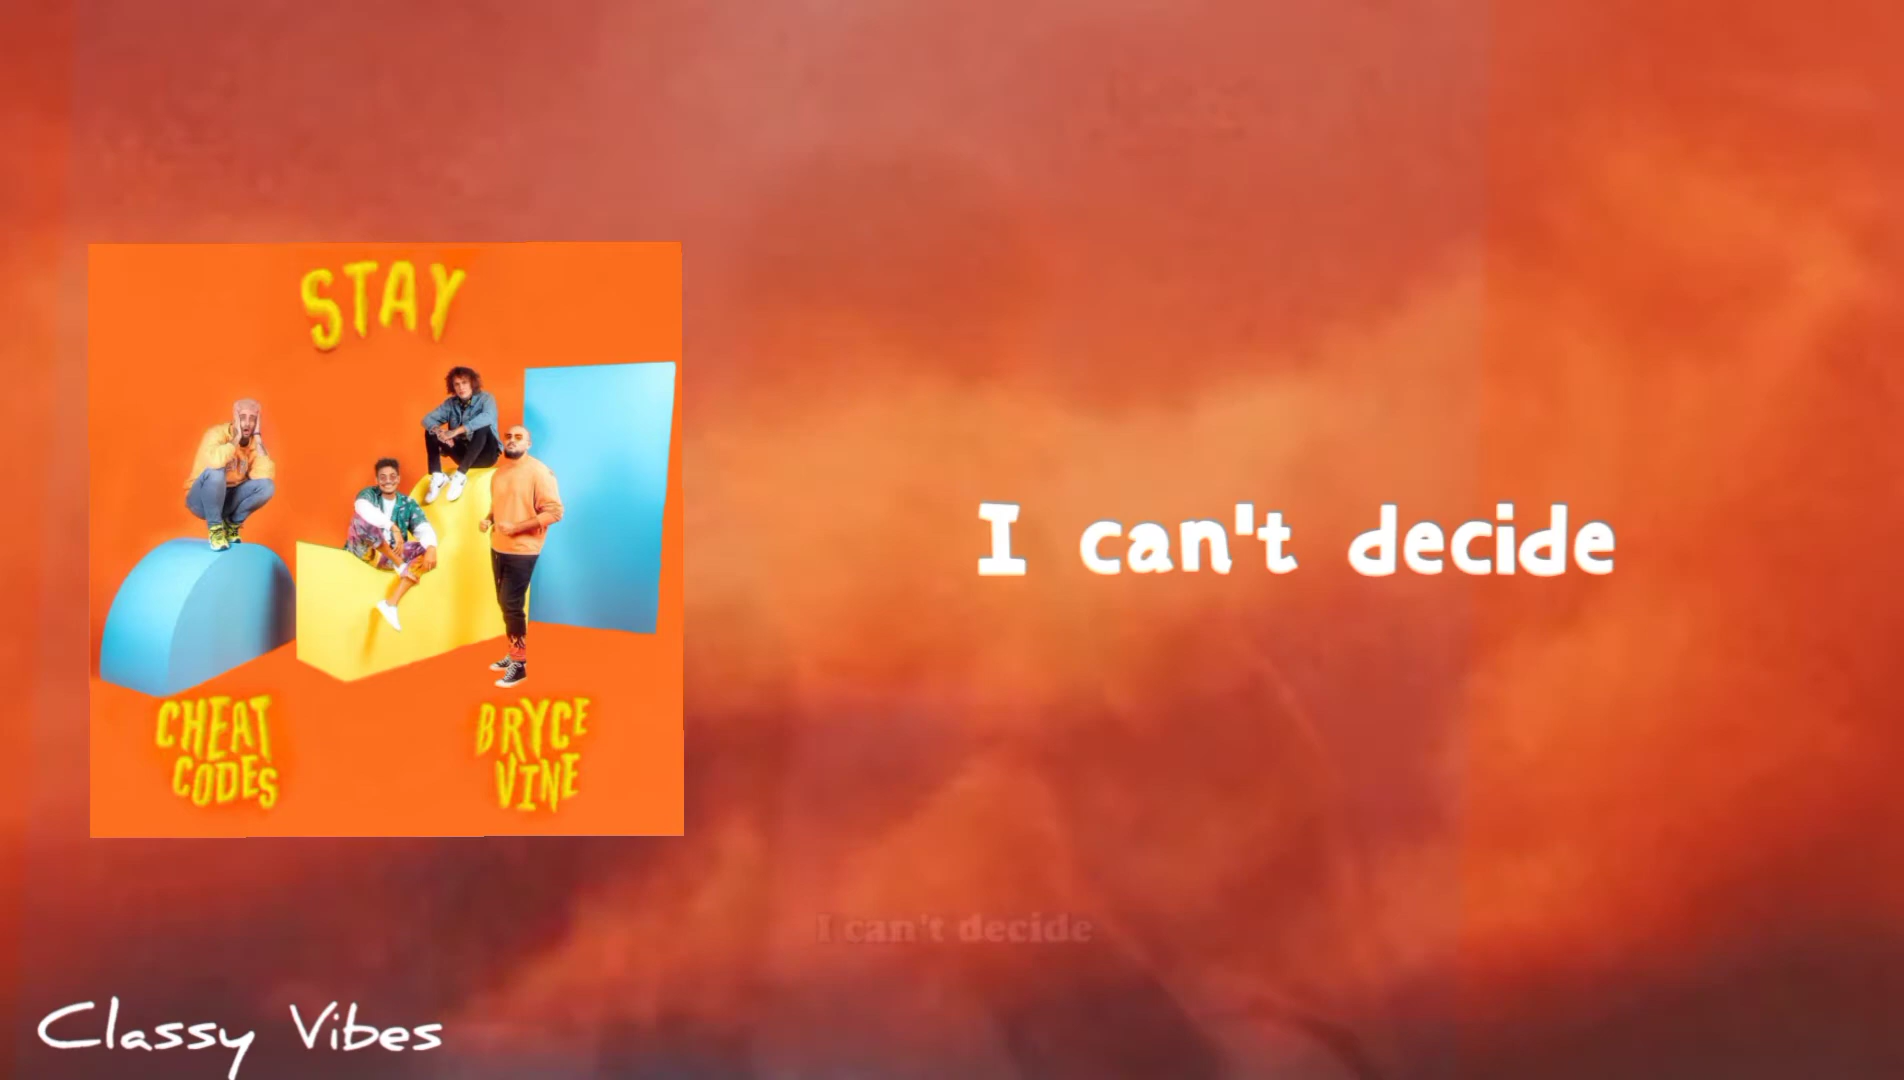 STAY
CHEAT
CODES
BRYCE
VINE
I can't decide
I can't decide
Classy Vibes